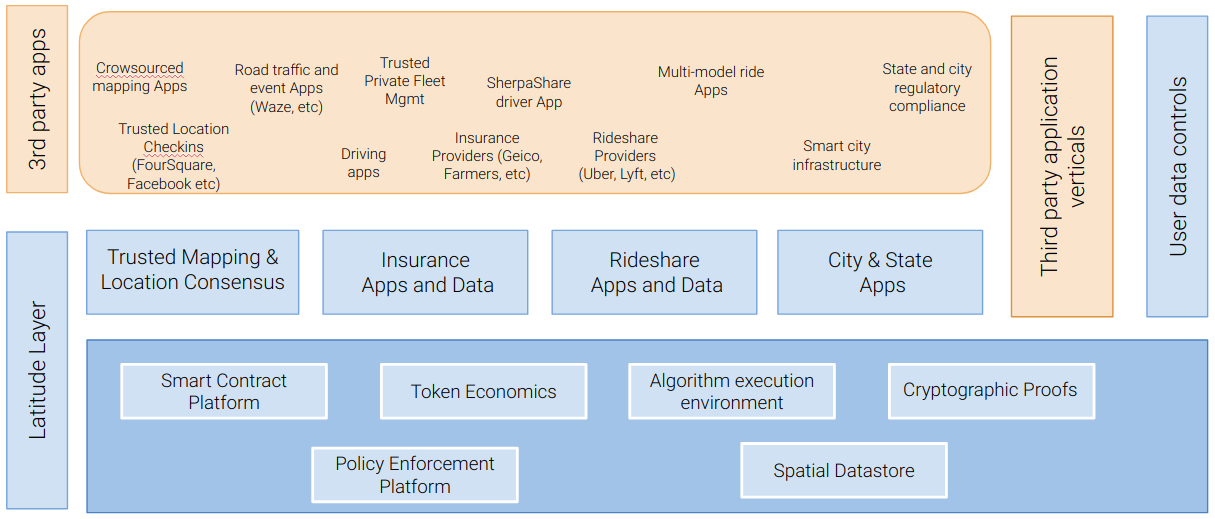 3rd party apps
Crowsourced
mapping Apps
Road traffic and
event Apps
(Waze, etc)
Trusted
Private Fleet
Mgmt
SherpaShare
driver App
Multi-model ride
Apps
State and city
regulatory
compliance
Trusted Location
Checkins
(FourSquare,
Facebook etc)
Driving
apps
Insurance
Providers (Geico,
Farmers, etc)
Rideshare
Providers
(Uber, Lyft, etc)
Smart city
infrastructure
Third party application
verticals
User data controls
Latitude Layer
Trusted Mapping &
Location Consensus
Insurance
Apps and Data
Rideshare
Apps and Data
City & State
Apps
Smart Contract
Platform
Token Economics
Algorithm execution
environment
Cryptographic Proofs
Policy Enforcement
Platform
Spatial Datastore